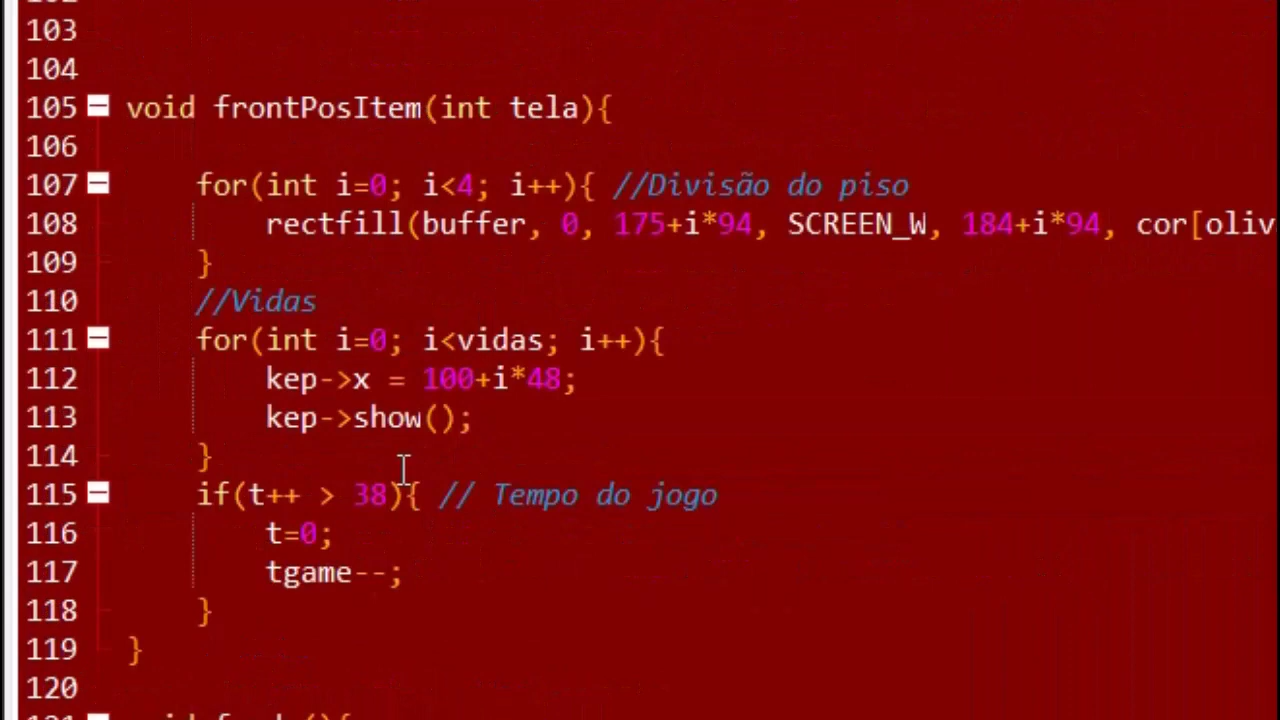 103
104
105 void frontPosItem(int tela){
106
107 for(int i=0; i<4; i++){ //Divisão do piso
108 rectfill(buffer, 0, 175+i*94, SCREEN_W, 184+i*94, cor[oliv
109 }
110 //Vidas
111 for(int i=0; i<vidas; i++){
112 kep->x = 100+i*48;
113 kep->show();
114 }
115 if(t++ > 38){ // Tempo do jogo
116 t=0;
117 tgame--;
118 }
119 }
120